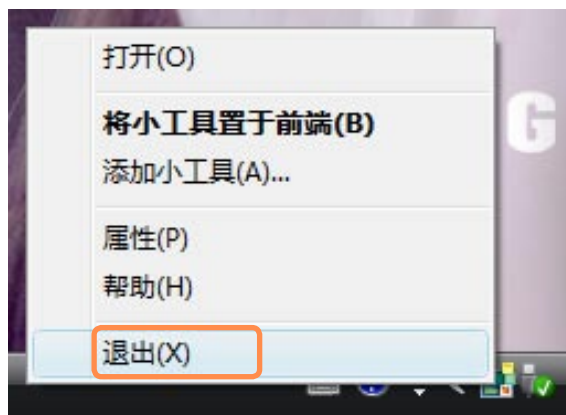 打开(O)
G
将小工具置于前端(B)
添加小工具(A)...
属性(P)
帮助(H)
退出(X)